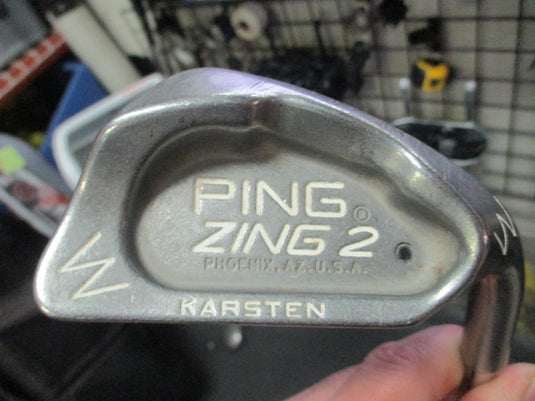 PING
ZING 2
PHOENIX, AZ. U.S.A.
KARSTEN
W
W